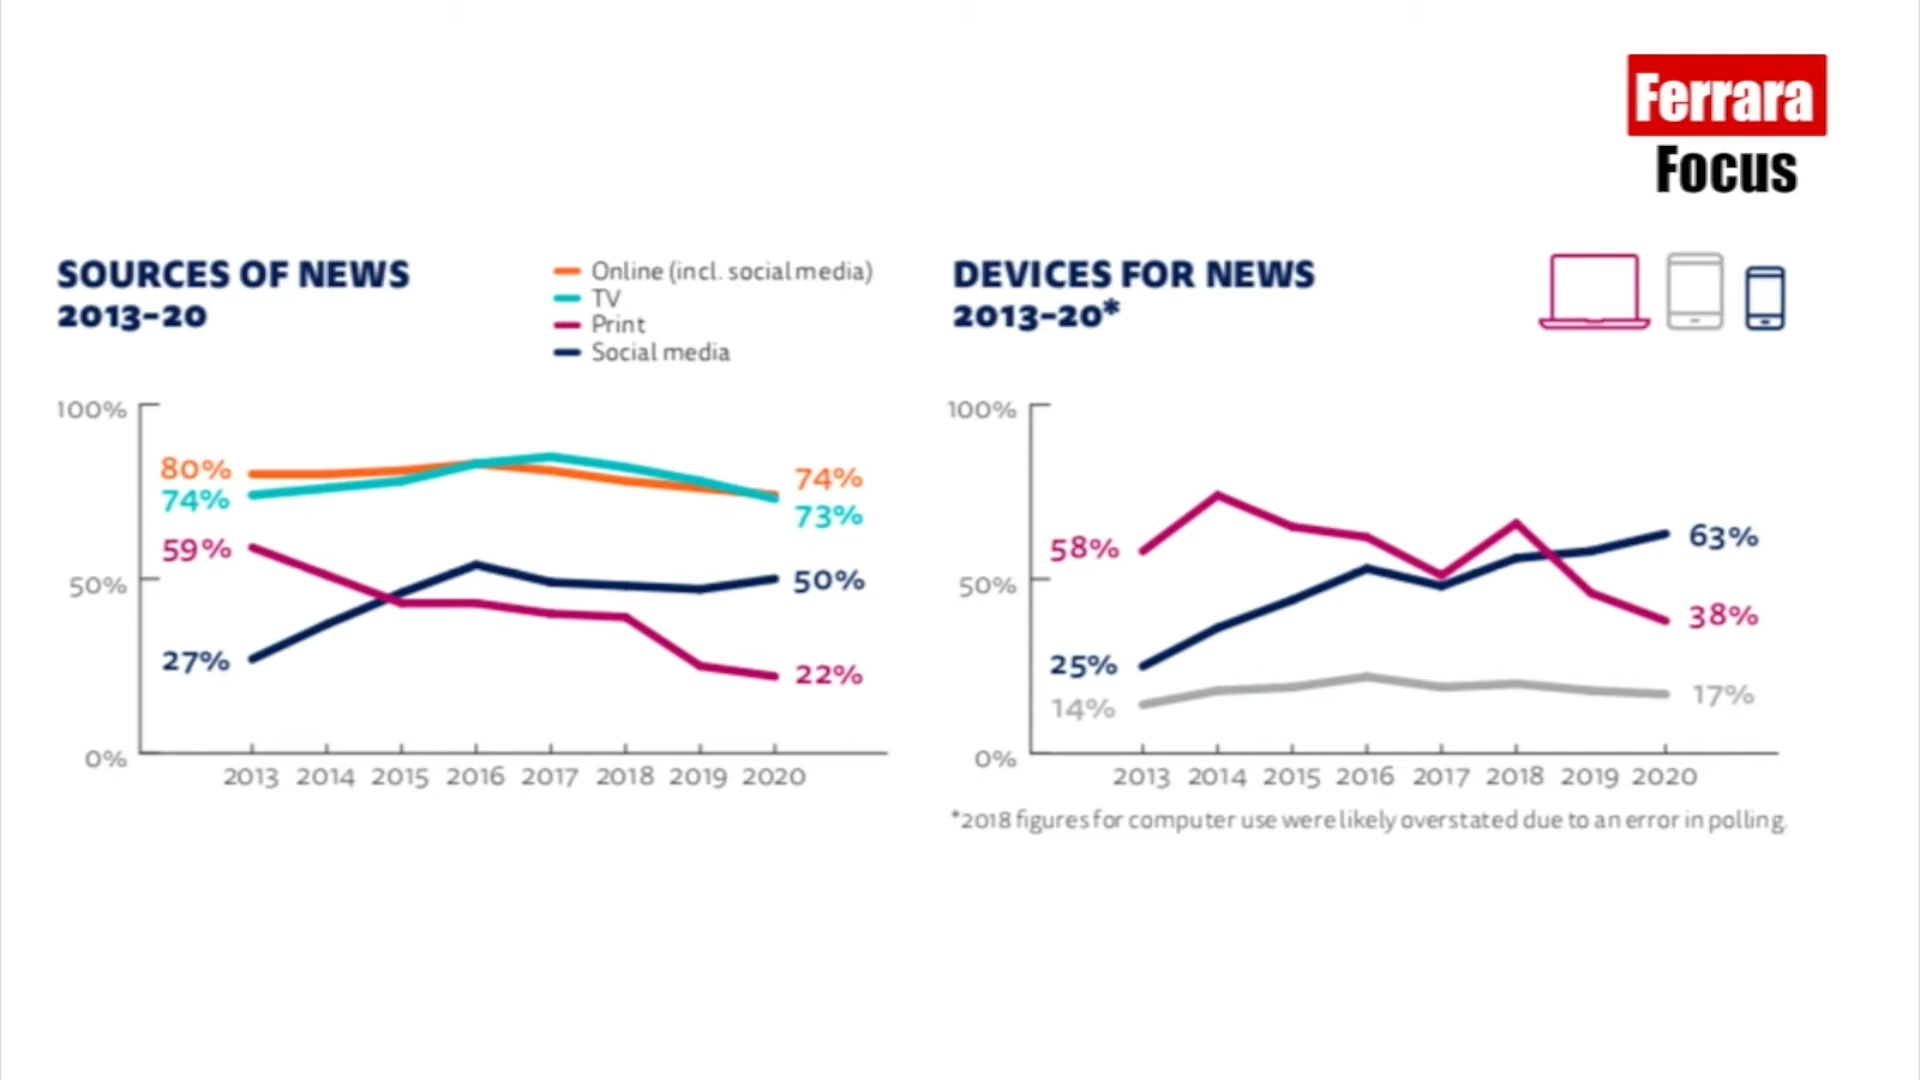 Ferrara
Focus
SOURCES OF NEWS
2013–20
Online (incl. social media)
TV
Print
Social media
100%
50%
0%
80%
74%
59%
27%
74%
73%
50%
22%
2013 2014 2015 2016 2017 2018 2019 2020
DEVICES FOR NEWS
2013–20*
100%
50%
0%
58%
25%
14%
63%
38%
17%
2013 2014 2015 2016 2017 2018 2019 2020
*2018 figures for computer use were likely overstated due to an error in polling.